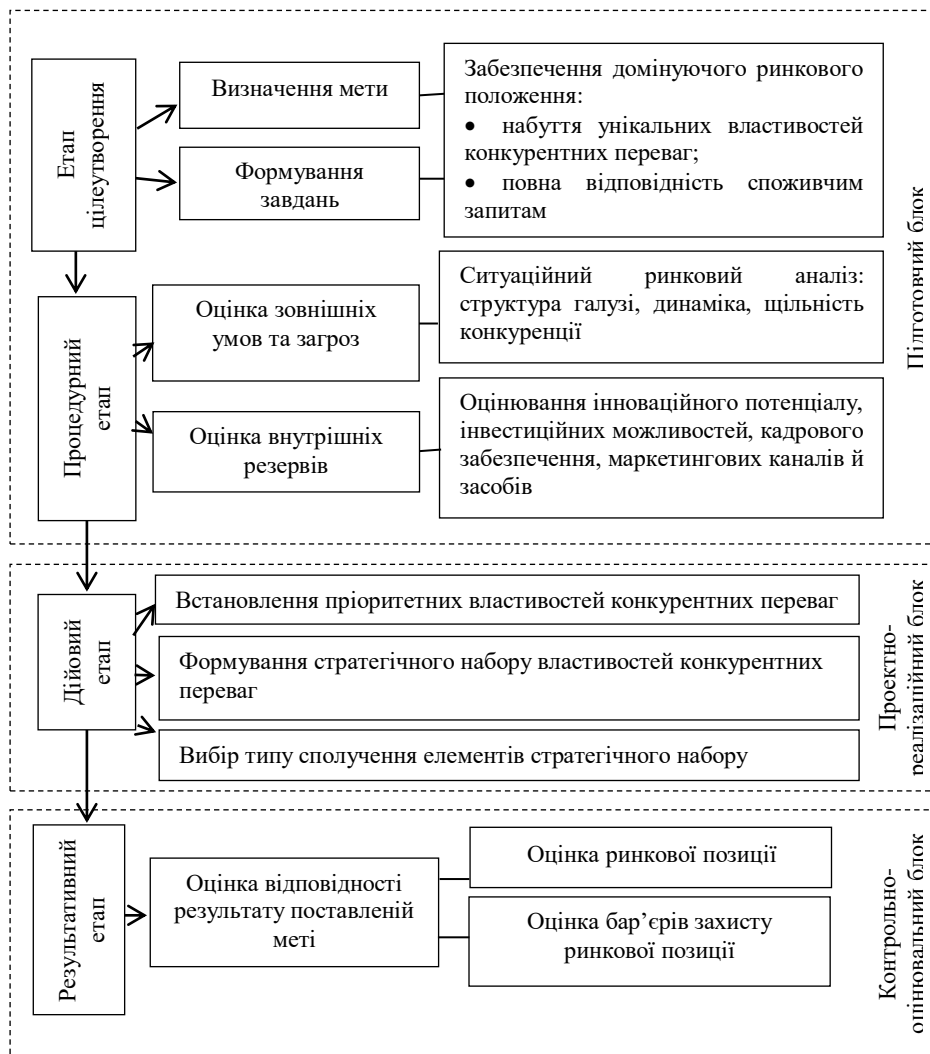 Етап
цілеутворення
Визначення мети
Формування
завдань
Забезпечення домінуючого ринкового
положення:
• набуття унікальних властивостей
конкурентних переваг;
• повна відповідність споживчим
запитам
Процедурний
етап
Оцінка зовнішніх
умов та загроз
Ситуаційний ринковий аналіз:
структура галузі, динаміка, щільність
конкуренції
Оцінка внутрішніх
резервів
Оцінювання інноваційного потенціалу,
інвестиційних можливостей, кадрового
забезпечення, маркетингових каналів й
засобів
Підготовчий блок
Дійовий
етап
Встановлення пріоритетних властивостей конкурентних переваг
Формування стратегічного набору властивостей конкурентних
переваг
Вибір типу сполучення елементів стратегічного набору
Проектно-
реалізаційний блок
Результативний
етап
Оцінка відповідності
результату поставленій
меті
Оцінка ринкової позиції
Оцінка бар’єрів захисту
ринкової позиції
Контрольно-
оцінювальний блок